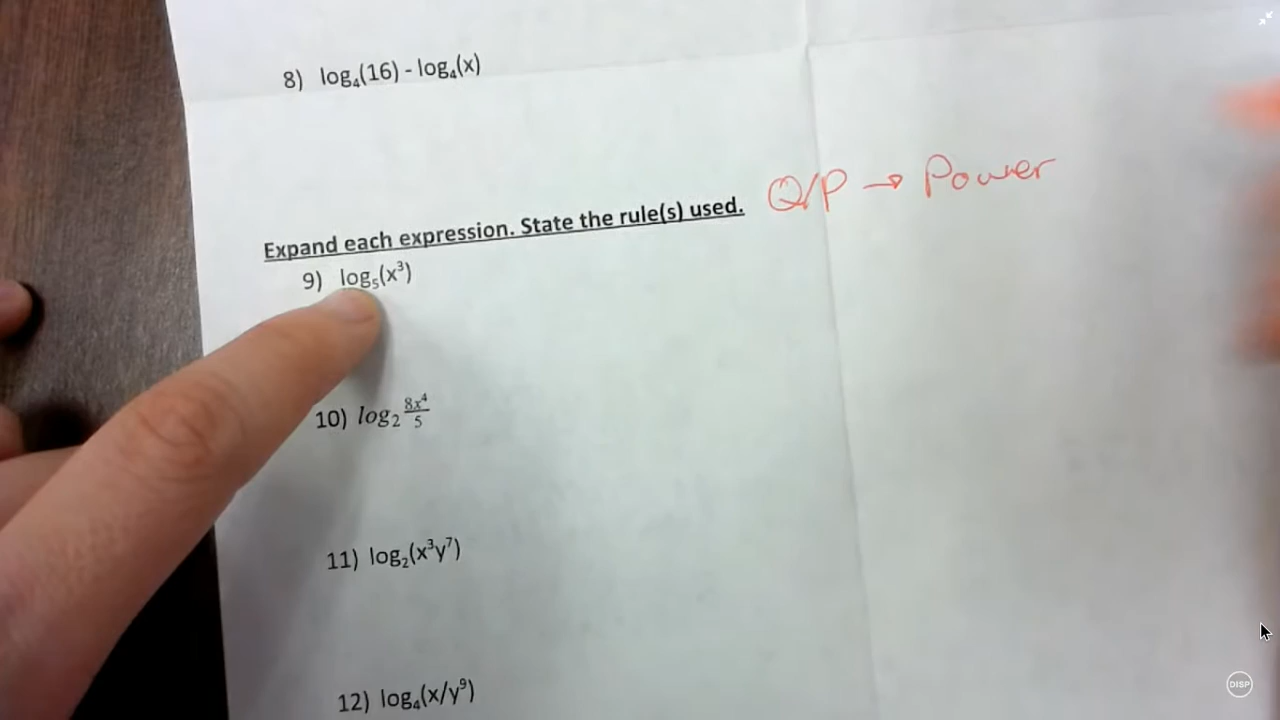 8) log₄(16) - log₄(x)
Expand each expression. State the rule(s) used. Q/P → Power
9) log₅(x³)
10) log₂ 8x⁴/5
11) log₂(x³y⁷)
12) log₄(x/y⁹)
DISP